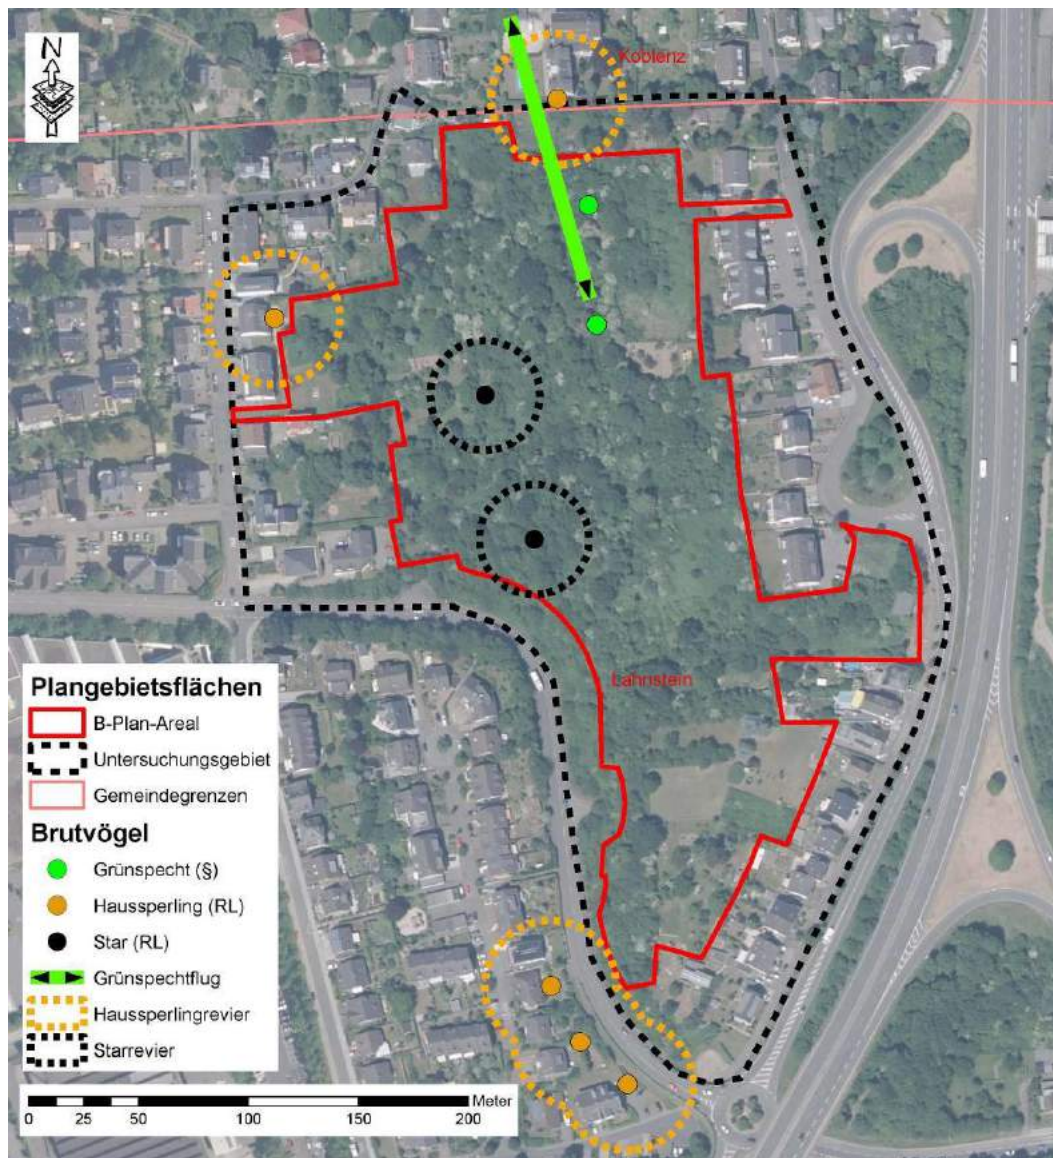 N
Koblenz
Lahnstein
Plangebietsflächen
B-Plan-Areal
Untersuchungsgebiet
Gemeindegrenzen
Brutvögel
Grünspecht (§)
Haussperling (RL)
Star (RL)
Grünspechtflug
Haussperlingrevier
Starrevier
Meter
0 25 50 100 150 200